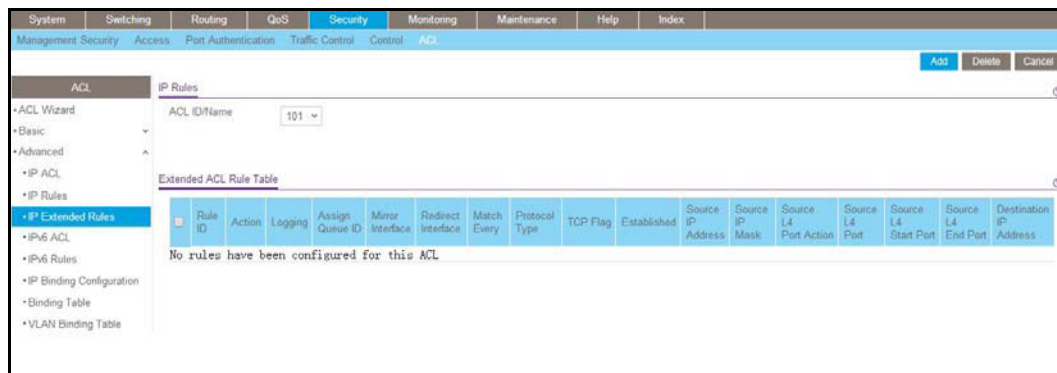 System Switching Routing QoS Security Monitoring Maintenance Help Index
Management Security Access Port Authentication Traffic Control Control ACL
Add Delete Cancel
ACL
ACL Wizard
Basic
Advanced
IP ACL
IP Rules
IP Extended Rules
IPv6 ACL
IPv6 Rules
IP Binding Configuration
Binding Table
VLAN Binding Table
IP Rules
ACL ID/Name 101
Extended ACL Rule Table
Rule ID Action Logging Assign Queue ID Mirror Interface Redirect Interface Match Every Protocol Type TCP Flag Established Source IP Address Source IP Mask Source L4 Port Action Source L4 Port Source L4 Start Port Source L4 End Port Destination IP Address
No rules have been configured for this ACL